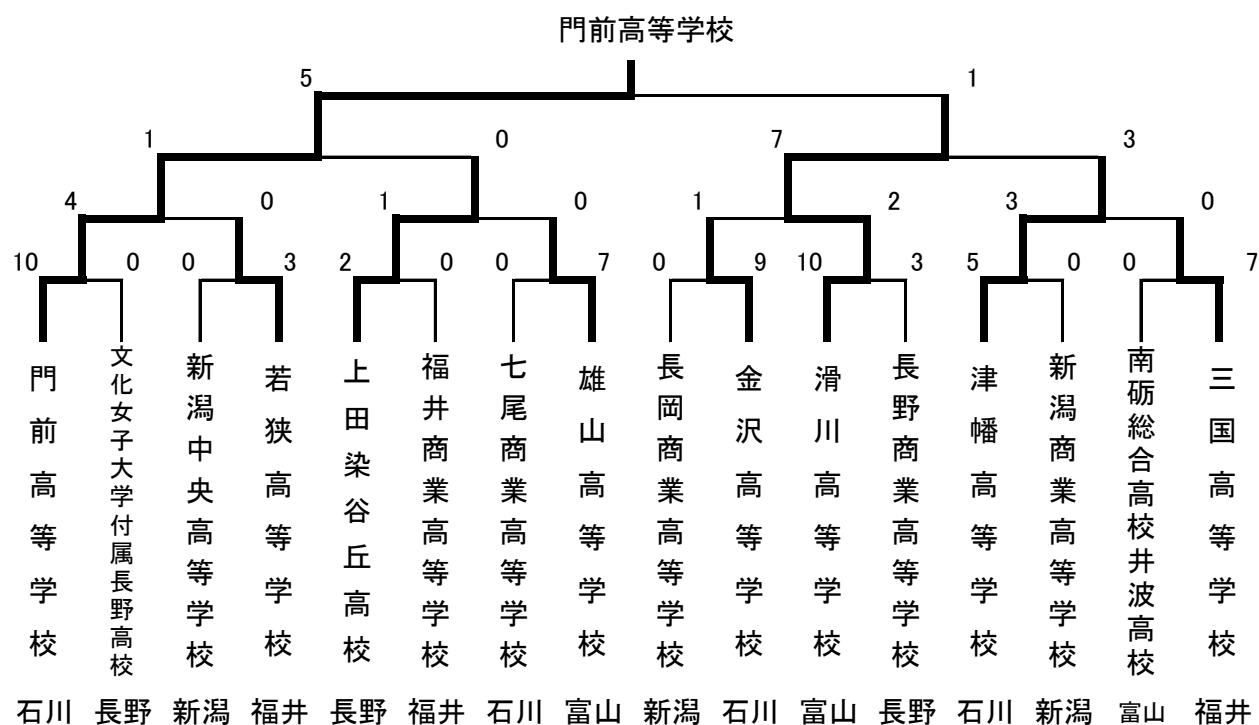 門前高等学校
5 1
1 0 7 3
4 0 1 0 1 2 3 0
10 0 0 3 2 0 0 7 0 9 10 3 5 0 0 7
門前高等学校
文化女子大学付属長野高校
新潟中央高等学校
若狭高等学校
上田染谷丘高校
福井商業高等学校
七尾商業高等学校
雄山高等学校
長岡商業高等学校
金沢高等学校
滑川高等学校
長野商業高等学校
津幡高等学校
新潟商業高等学校
南砺総合高校井波高校
三国高等学校
石川 長野 新潟 福井 長野 福井 石川 富山 新潟 石川 富山 長野 石川 新潟 富山 福井